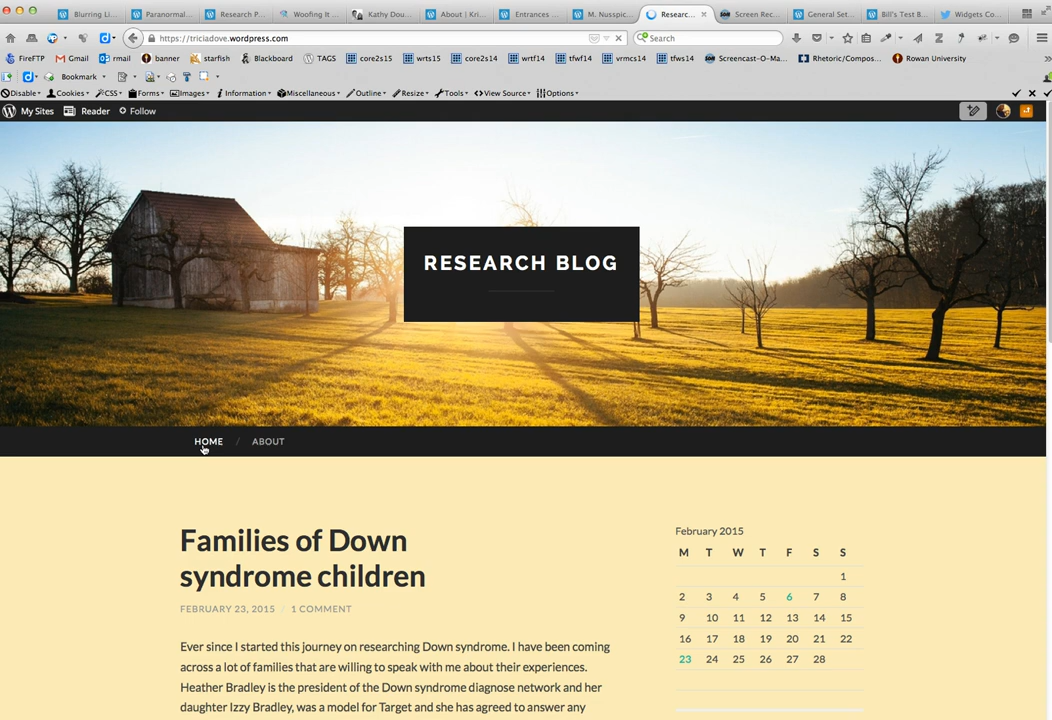 Blurring Li...
Paranormal...
Research P...
Woofing It ...
Kathy Dou...
About | Kri...
Entrances ...
M. Nusspic...
Researc...
Screen Rec...
General Set...
Bill's Test B...
Widgets Co...
https://triciadove.wordpress.com
Search
FireFTP
Gmail
rmail
banner
starfish
Blackboard
TAGS
core2s15
wrts15
core2s14
wrtf14
tfwf14
vrmcs14
tfws14
Screencast-O-Ma...
Rhetoric/Compos...
Rowan University
Bookmark
Disable
Cookies
CSS
Forms
Images
Information
Miscellaneous
Outline
Resize
Tools
View Source
Options
My Sites
Reader
Follow
RESEARCH BLOG
HOME / ABOUT
Families of Down
syndrome children
FEBRUARY 23, 2015 / 1 COMMENT
Ever since I started this journey on researching Down syndrome. I have been coming
across a lot of families that are willing to speak with me about their experiences.
Heather Bradley is the president of the Down syndrome diagnose network and her
daughter Izzy Bradley, was a model for Target and she has agreed to answer any
February 2015
M T W T F S S
1
2 3 4 5 6 7 8
9 10 11 12 13 14 15
16 17 18 19 20 21 22
23 24 25 26 27 28